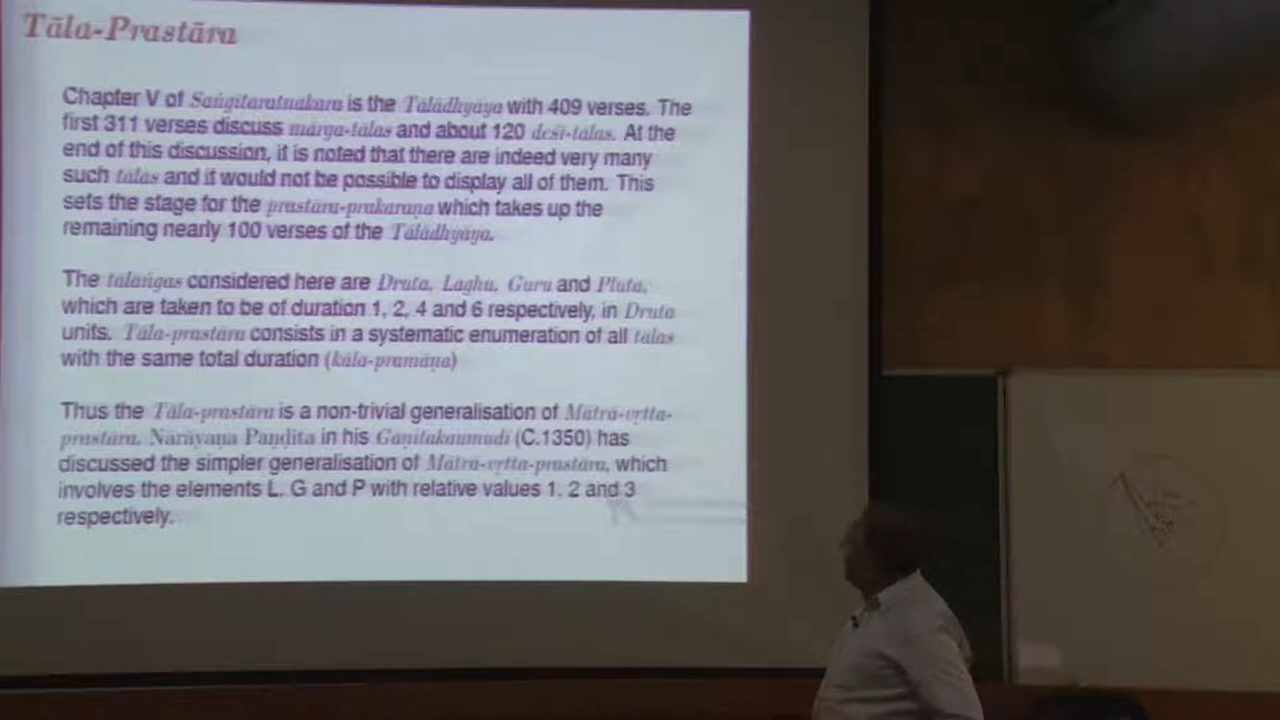 Tāla-Prastāra
Chapter V of Saṅgītaratnākara is the Tālādhyāya with 409 verses. The
first 311 verses discuss mārga-tālas and about 120 deśī-tālas. At the
end of this discussion, it is noted that there are indeed very many
such tālas and it would not be possible to display all of them. This
sets the stage for the prastāra-prakaraṇa which takes up the
remaining nearly 100 verses of the Tālādhyāya.
The tālāṅgas considered here are Druta, Laghu, Guru and Pluta,
which are taken to be of duration 1, 2, 4 and 6 respectively, in Druta
units. Tāla-prastāra consists in a systematic enumeration of all tālas
with the same total duration (kāla-pramāṇa)
Thus the Tāla-prastāra is a non-trivial generalisation of Mātrā-vṛtta-
prastāra. Nārāyaṇa Paṇḍita in his Gaṇitakaumudī (C.1350) has
discussed the simpler generalisation of Mātrā-vṛtta-prastāra, which
involves the elements L, G and P with relative values 1, 2 and 3
respectively.